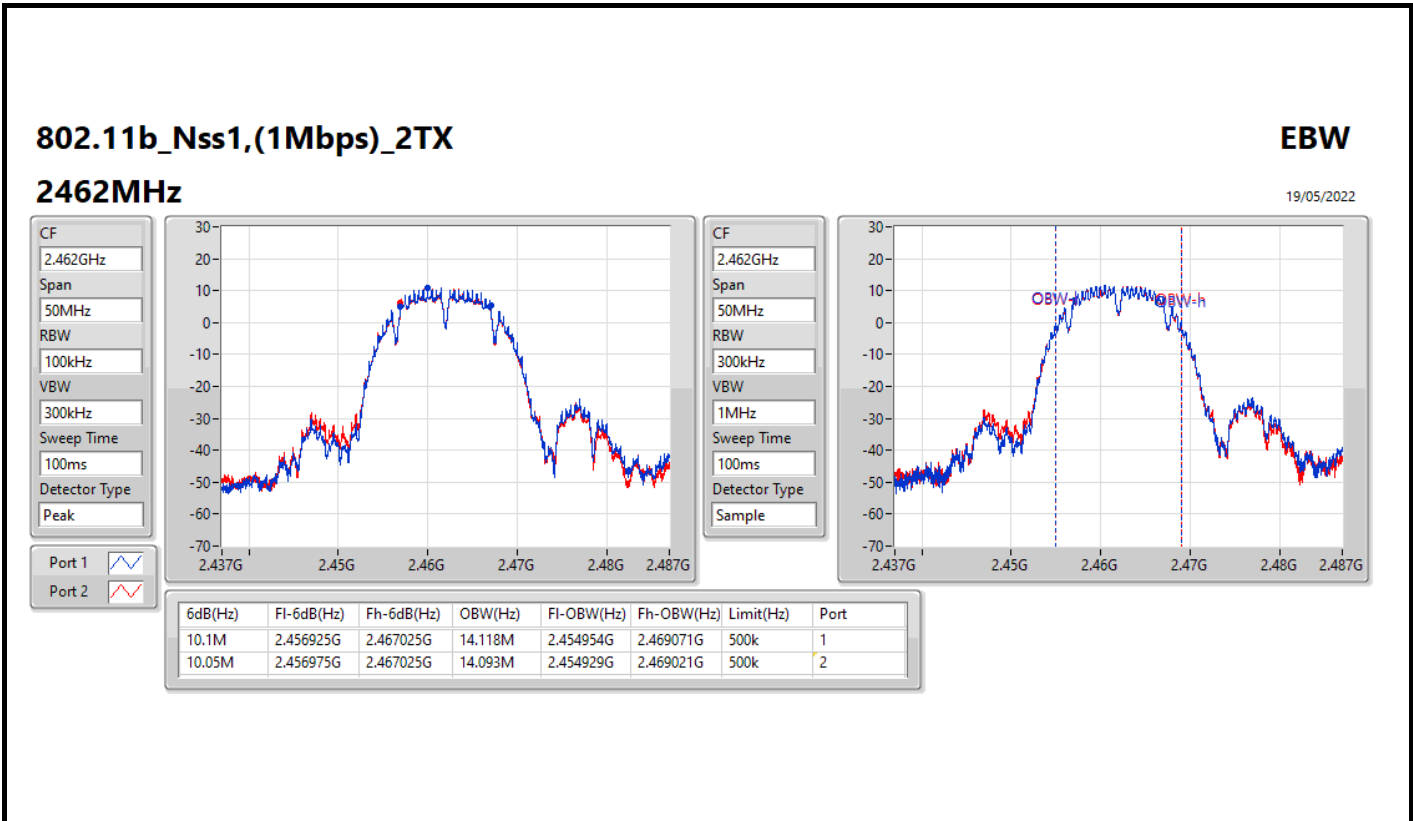 802.11b_Nss1,(1Mbps)_2TX EBW
2462MHz 19/05/2022
CF
2.462GHz
Span
50MHz
RBW
100kHz
VBW
300kHz
Sweep Time
100ms
Detector Type
Peak
Port 1
Port 2
30
20
10
0
-10
-20
-30
-40
-50
-60
-70
2.437G 2.45G 2.46G 2.47G 2.48G 2.487G
CF
2.462GHz
Span
50MHz
RBW
300kHz
VBW
1MHz
Sweep Time
100ms
Detector Type
Sample
30
20
10
0
-10
-20
-30
-40
-50
-60
-70
OBW-h
2.437G 2.45G 2.46G 2.47G 2.48G 2.487G
6dB(Hz) Fl-6dB(Hz) Fh-6dB(Hz) OBW(Hz) Fl-OBW(Hz) Fh-OBW(Hz) Limit(Hz) Port
10.1M 2.456925G 2.467025G 14.118M 2.454954G 2.469071G 500k 1
10.05M 2.456975G 2.467025G 14.093M 2.454929G 2.469021G 500k 2